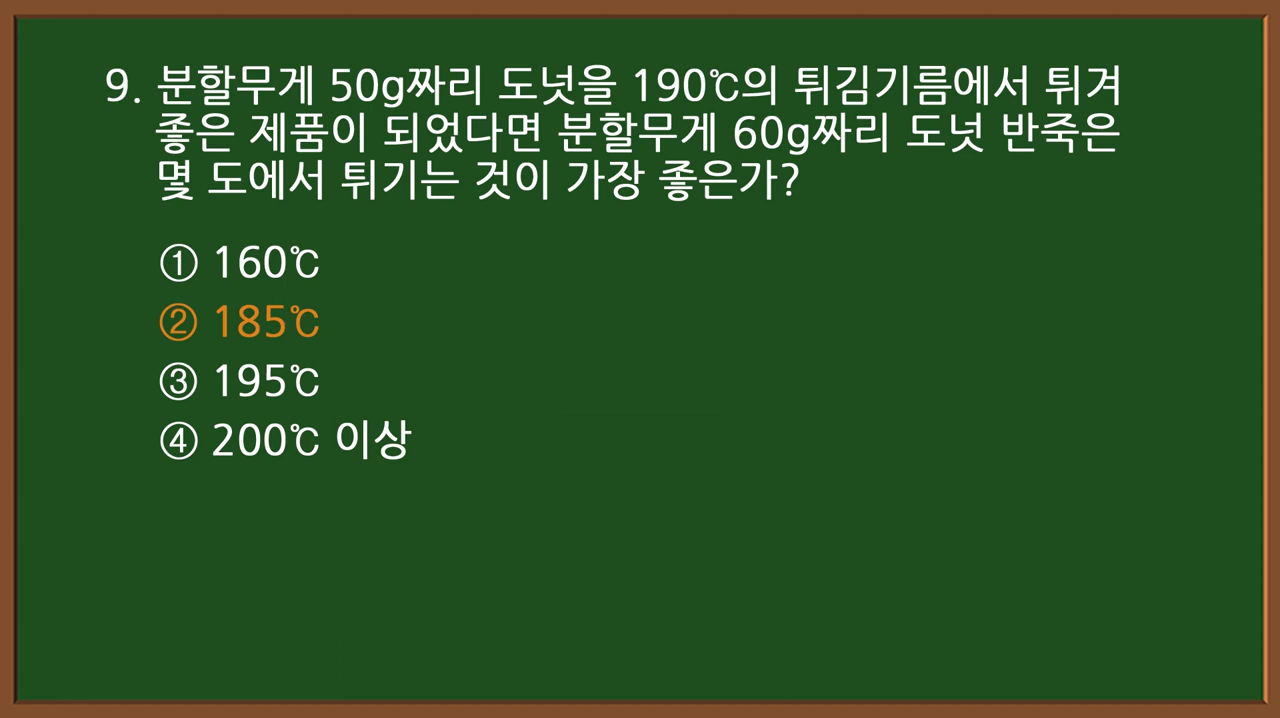 9. 분할무게 50g짜리 도넛을 190℃의 튀김기름에서 튀겨
좋은 제품이 되었다면 분할무게 60g짜리 도넛 반죽은
몇 도에서 튀기는 것이 가장 좋은가?
① 160℃
② 185℃
③ 195℃
④ 200℃ 이상